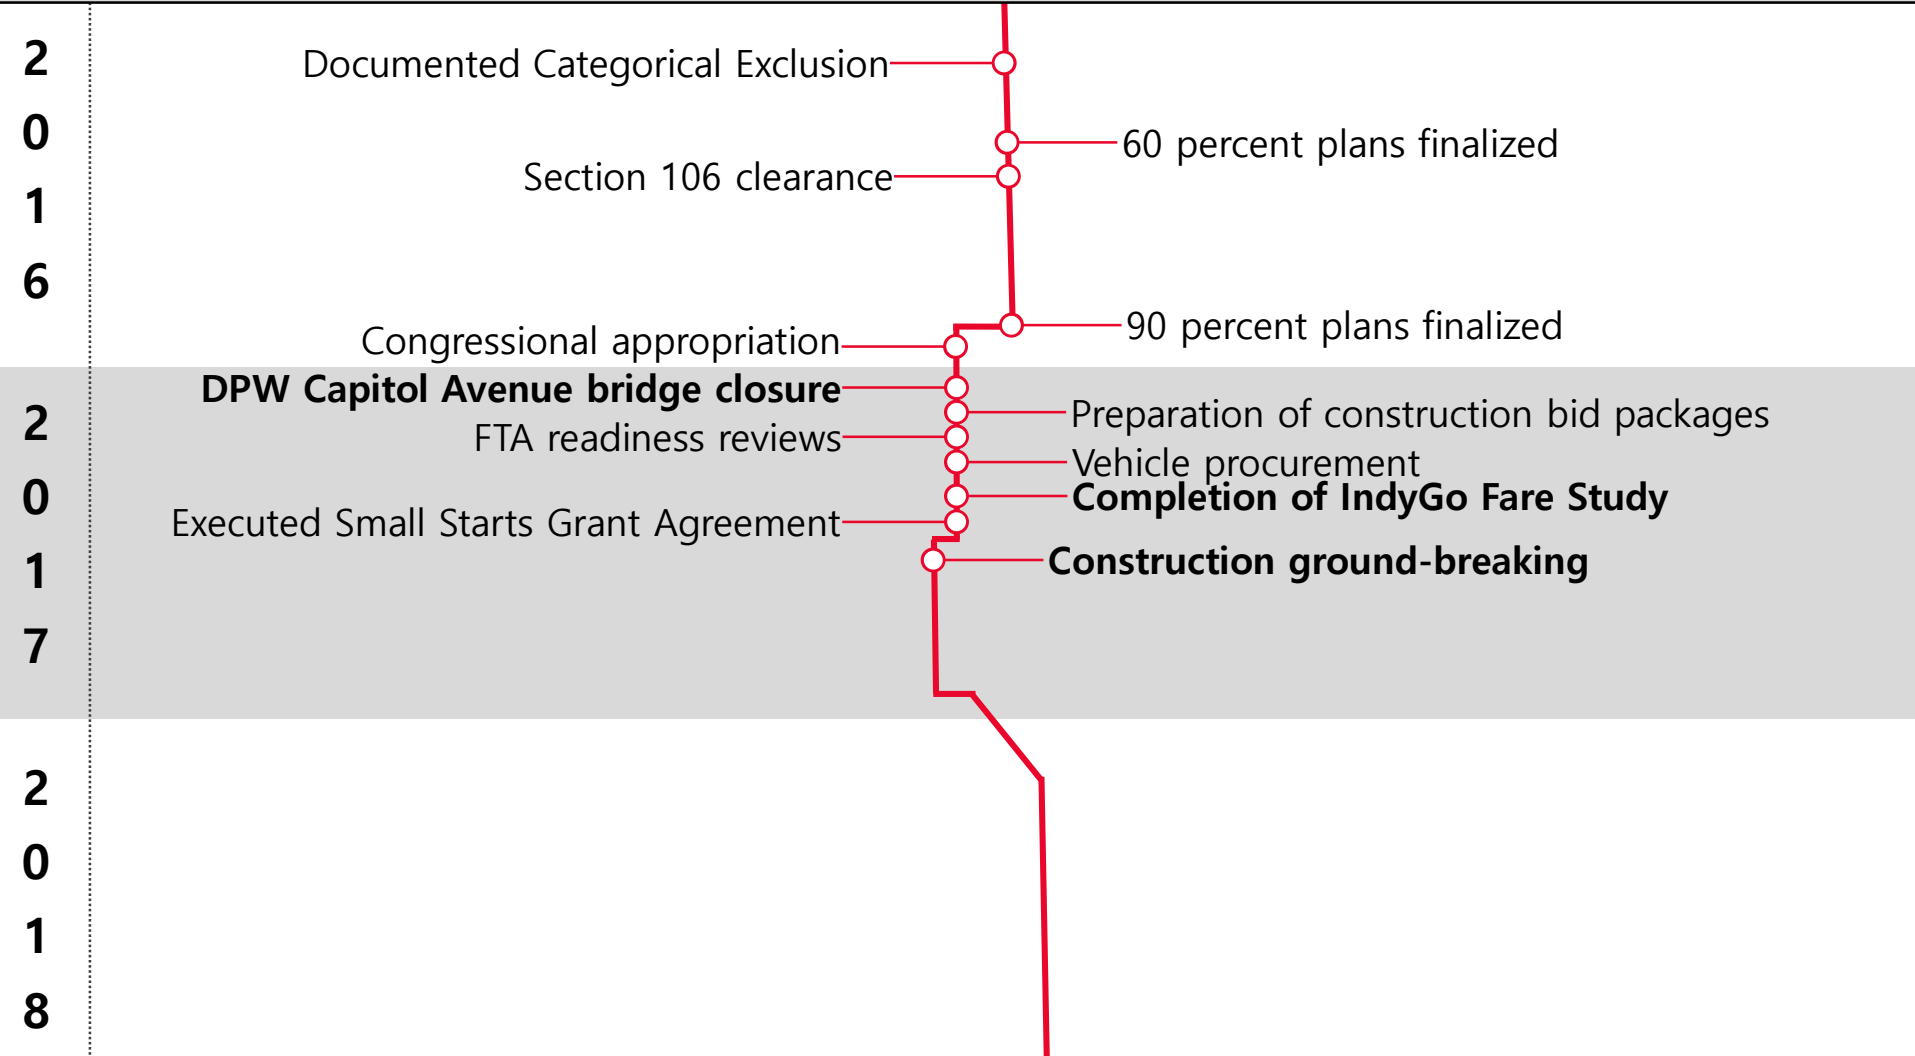 2
0
1
6
Documented Categorical Exclusion
60 percent plans finalized
Section 106 clearance
90 percent plans finalized
Congressional appropriation
2
0
1
7
DPW Capitol Avenue bridge closure
Preparation of construction bid packages
FTA readiness reviews
Vehicle procurement
Completion of IndyGo Fare Study
Executed Small Starts Grant Agreement
Construction ground-breaking
2
0
1
8